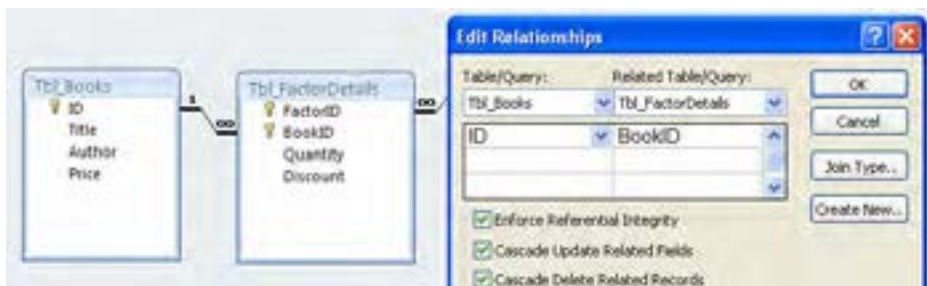 Tbl_Books
ID
Title
Author
Price
1
∞
Tbl_FactorDetails
FactorID
BookID
Quantity
Discount
∞
Edit Relationships
Table/Query:
Related Table/Query:
Tbl_Books
Tbl_FactorDetails
ID
BookID
Enforce Referential Integrity
Cascade Update Related Fields
Cascade Delete Related Records
OK
Cancel
Join Type..
Create New..